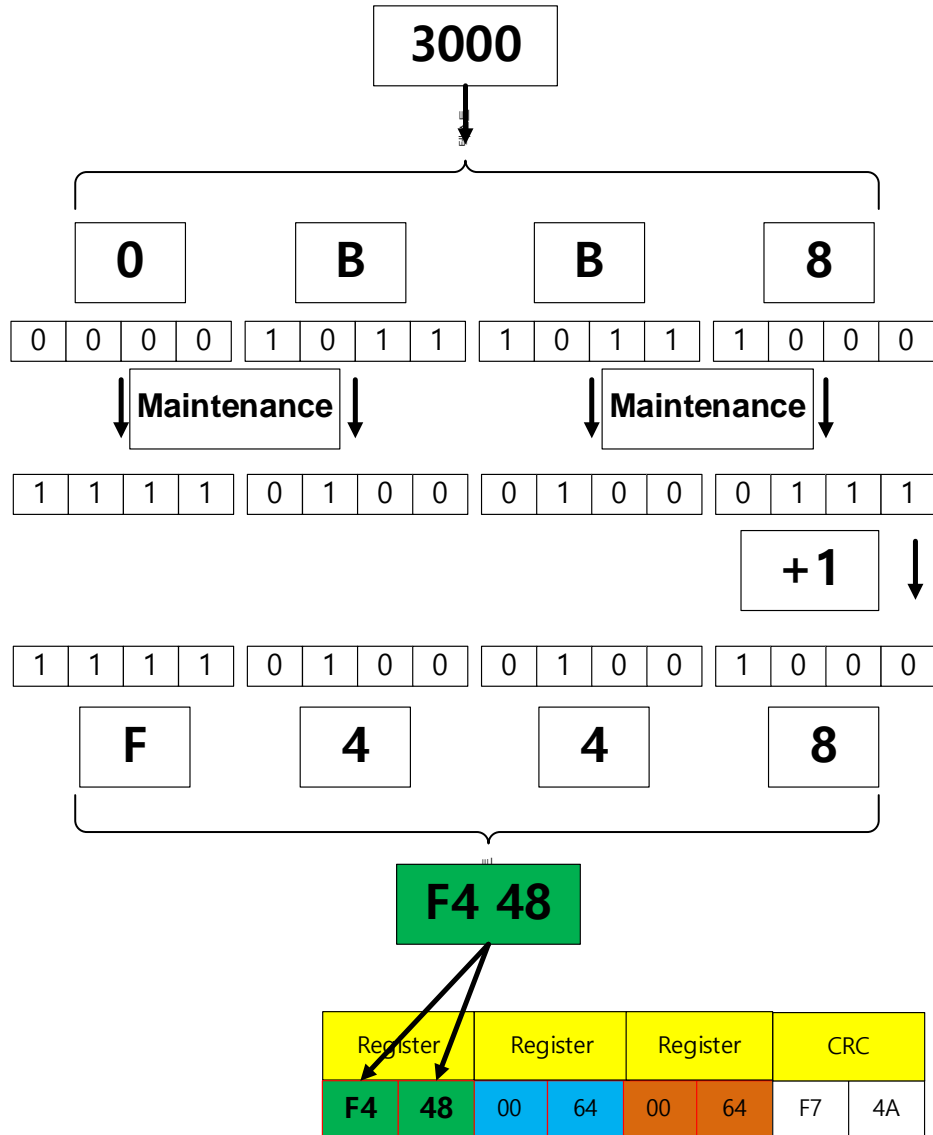 3000
0 B B 8
0 0 0 0 1 0 1 1 1 0 1 1 1 0 0 0
Maintenance Maintenance
1 1 1 1 0 1 0 0 0 1 0 0 0 1 1 1
+1
1 1 1 1 0 1 0 0 0 1 0 0 1 0 0 0
F 4 4 8
F4 48
Register Register Register CRC
F4 48 00 64 00 64 F7 4A